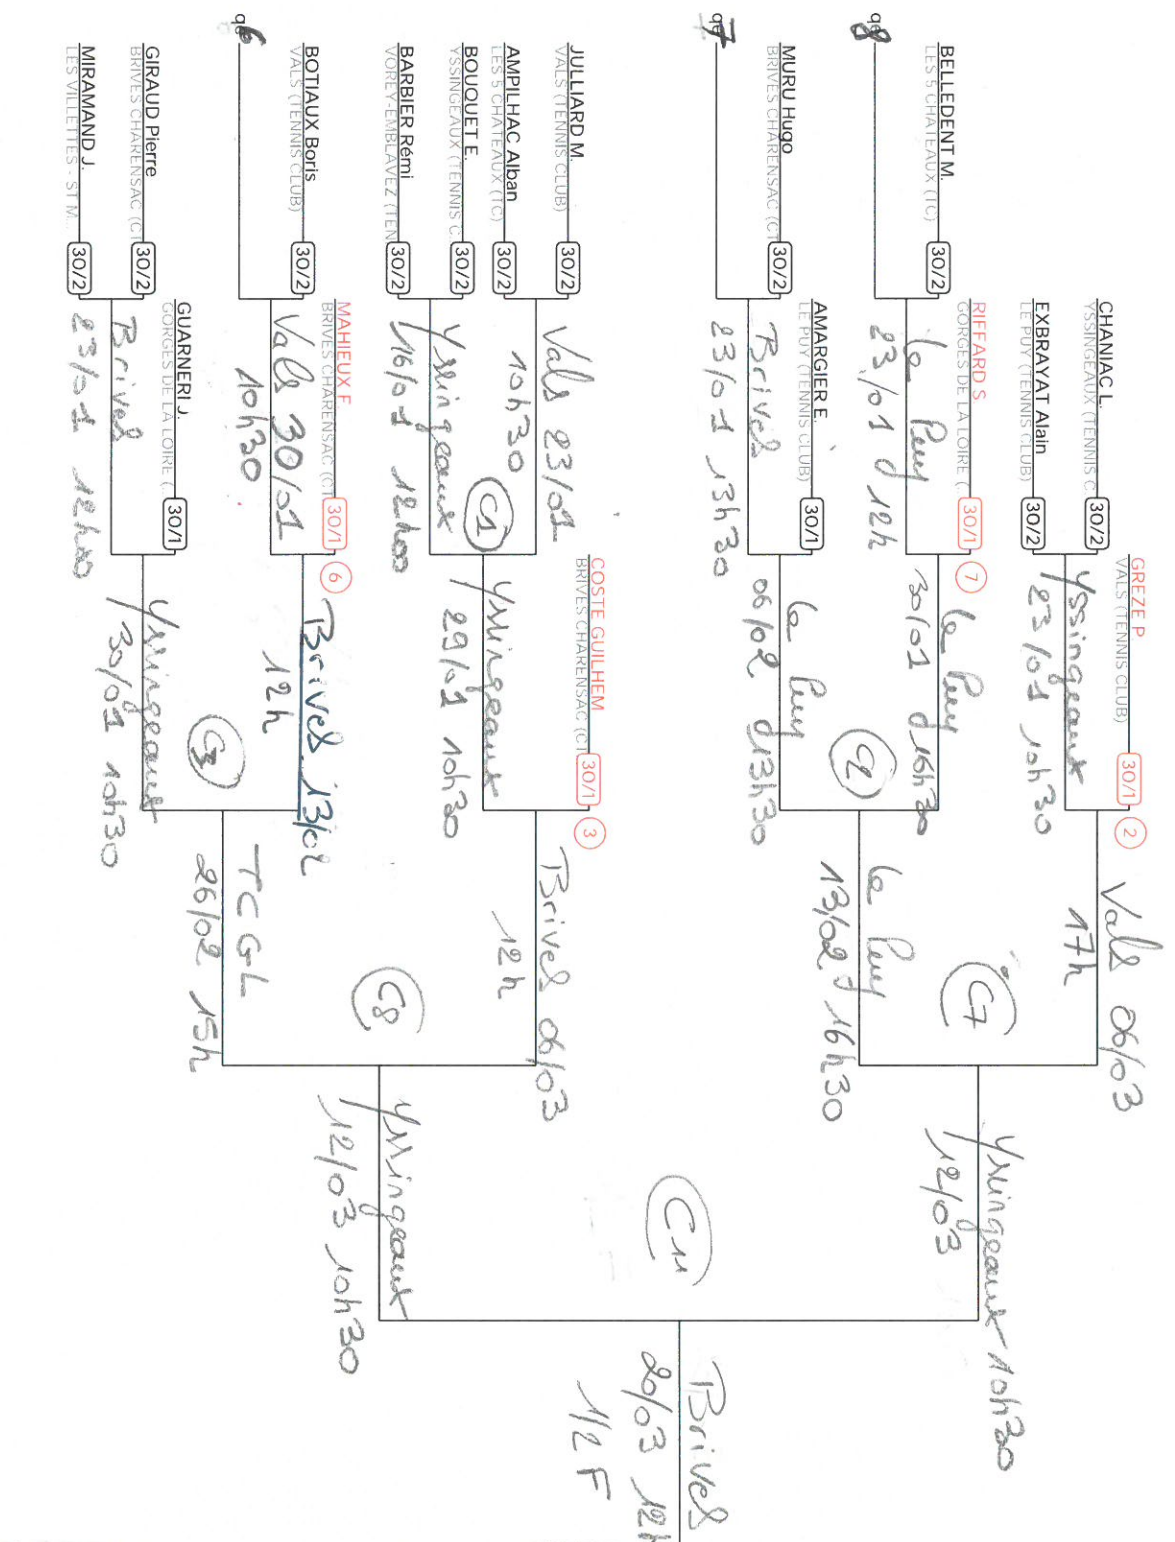 GREZE P.
VALS (TENNIS CLUB)
30/1 2
CHANIAC L.
YSSINGEAUX (TENNIS C
30/2
EXBRAYAT Alain
LE PUY (TENNIS CLUB)
30/2
Yssingeaux
23/01 10h30
Vals 06/03
17h
RIFFARD S.
GORGES DE LA LOIRE (...
30/1 7
BELLEDENT M.
LES 5 CHATEAUX (TC)
30/2
8
Le Puy
23/01 à 12h
Le Puy
30/01 à 16h30
C2
C7
AMARGIER E.
LE PUY (TENNIS CLUB)
30/1
MURU Hugo
BRIVES CHARENSAC (CT
30/2
7
Brives
23/01 13h30
Le Puy
06/02 à 13h30
Le Puy
13/02 à 16h30
Yssingeaux 10h30
12/03
C11
Brives
20/03
1/2 F
COSTE GUILHEM
BRIVES CHARENSAC (CT
30/1 3
JULLIARD M.
VALS (TENNIS CLUB)
30/2
AMPILHAC Alban
LES 5 CHATEAUX (TC)
30/2
Vals 23/01
10h30
BOUQUET E.
YSSINGEAUX (TENNIS C.
30/2
BARBIER Rémi
VOREY-EMBLAVEZ (TEN
30/2
Yssingeaux
16/01 12h00
C1
Yssingeaux
29/01 10h30
Brives 06/03
12h
C8
MAHIEUX F.
BRIVES CHARENSAC (CT
30/1 6
BOTIAUX Boris
VALS (TENNIS CLUB)
30/2
6
Vals 30/01
10h30
Brives 13/02
12h
C3
GUARNERI J.
GORGES DE LA LOIRE (...
30/1
GIRAUD Pierre
BRIVES CHARENSAC (CT
30/2
MIRAMAND J.
LES VILLETTES - ST M...
30/2
Brives
23/01 12h00
Yssingeaux
30/01 10h30
TCGL
26/02 15h
Yssingeaux
12/03 10h30